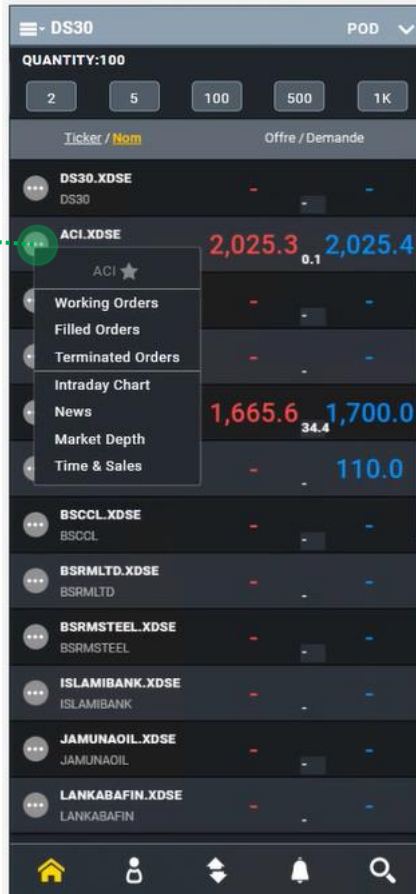 DS30 POD
QUANTITY:100
2 5 100 500 1K
Ticker / Nom Offre / Demande
DS30.XDSE - - -
DS30
ACI.XDSE 2,025.3 0.1 2,025.4
ACI
- - -
Working Orders
Filled Orders
Terminated Orders - - -
Intraday Chart
News 1,665.6 34.4 1,700.0
Market Depth
Time & Sales - - 110.0
BSCCL.XDSE - - -
BSCCL
BSRMLTD.XDSE - - -
BSRMLTD
BSRMSTEEL.XDSE - - -
BSRMSTEEL
ISLAMIBANK.XDSE - - -
ISLAMIBANK
JAMUNAOIL.XDSE - - -
JAMUNAOIL
LANKABAFIN.XDSE - - -
LANKABAFIN